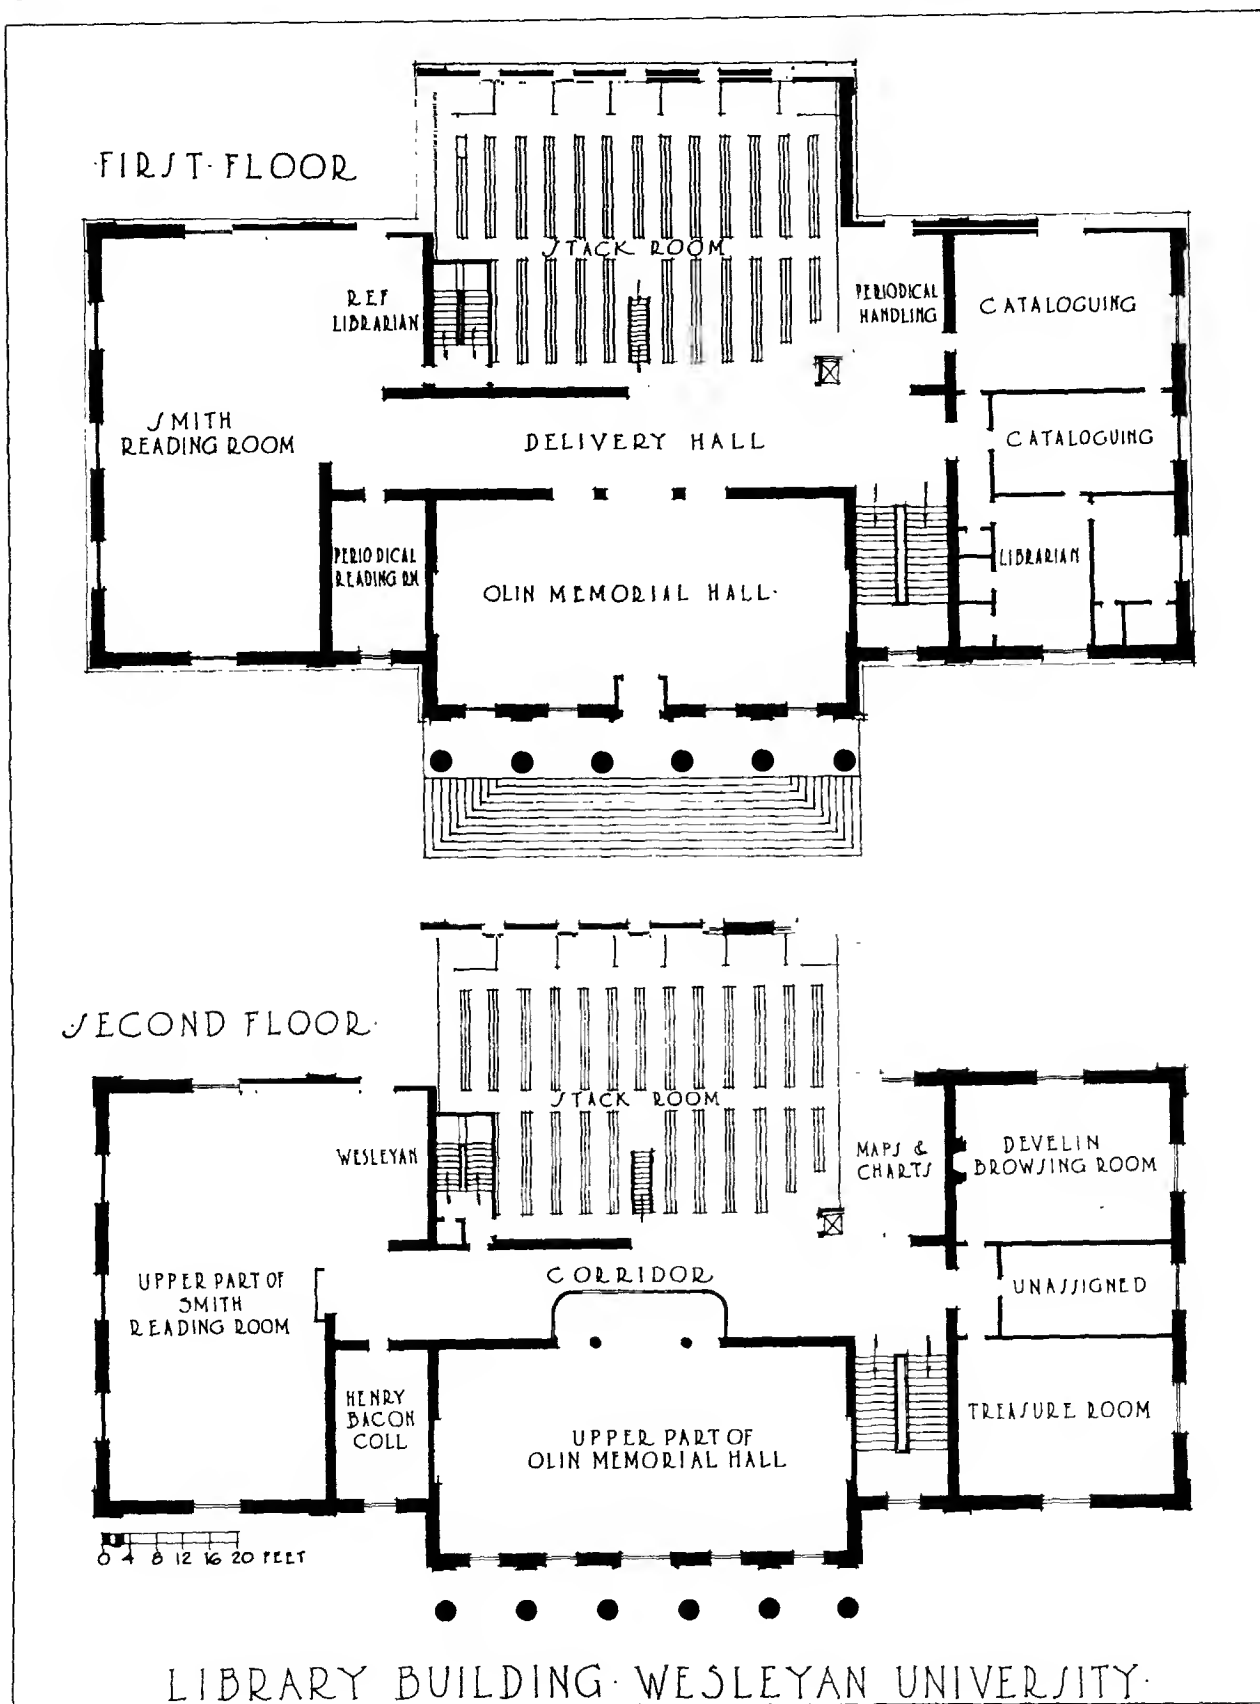 ·FIRST·FLOOR
STACK ROOM
REF
LIBRARIAN
PERIODICAL
HANDLING
CATALOGUING
SMITH
READING ROOM
DELIVERY HALL
CATALOGUING
PERIODICAL
READING RM
OLIN MEMORIAL HALL·
LIBRARIAN
·SECOND FLOOR·
STACK ROOM
WESLEYAN
MAPS &
CHARTS
DEVELIN
BROWSING ROOM
UPPER PART OF
SMITH
READING ROOM
CORRIDOR
UNASSIGNED
HENRY
BACON
COLL
UPPER PART OF
OLIN MEMORIAL HALL
TREASURE ROOM
0 4 8 12 16 20 FEET
LIBRARY BUILDING· WESLEYAN UNIVERSITY·